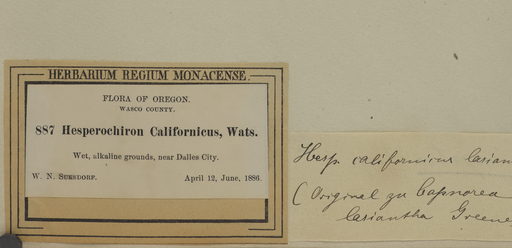 HERBARIUM REGIUM MONACENSE.
FLORA OF OREGON.
WASCO COUNTY.
887 Hesperochiron Californicus, Wats.
Wet, alkaline grounds, near Dalles City.
W. N. SUKSDORF. April 12, June, 1886.
Hesp. californicus lasian
(Original zu Capnorea
lasiantha Greene